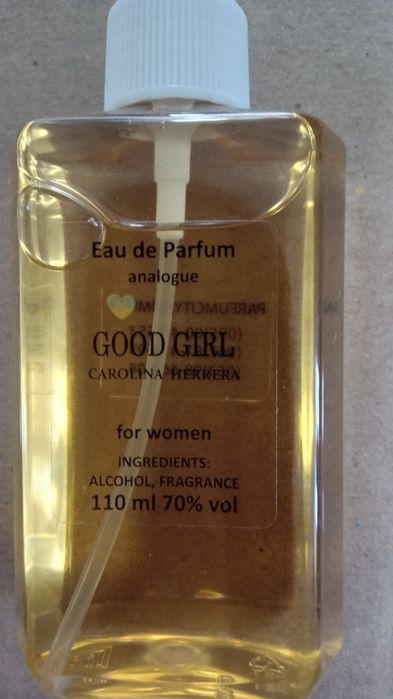 Eau de Parfum
analogue
GOOD GIRL
CAROLINA HERRERA
for women
INGREDIENTS:
ALCOHOL, FRAGRANCE
110 ml 70% vol